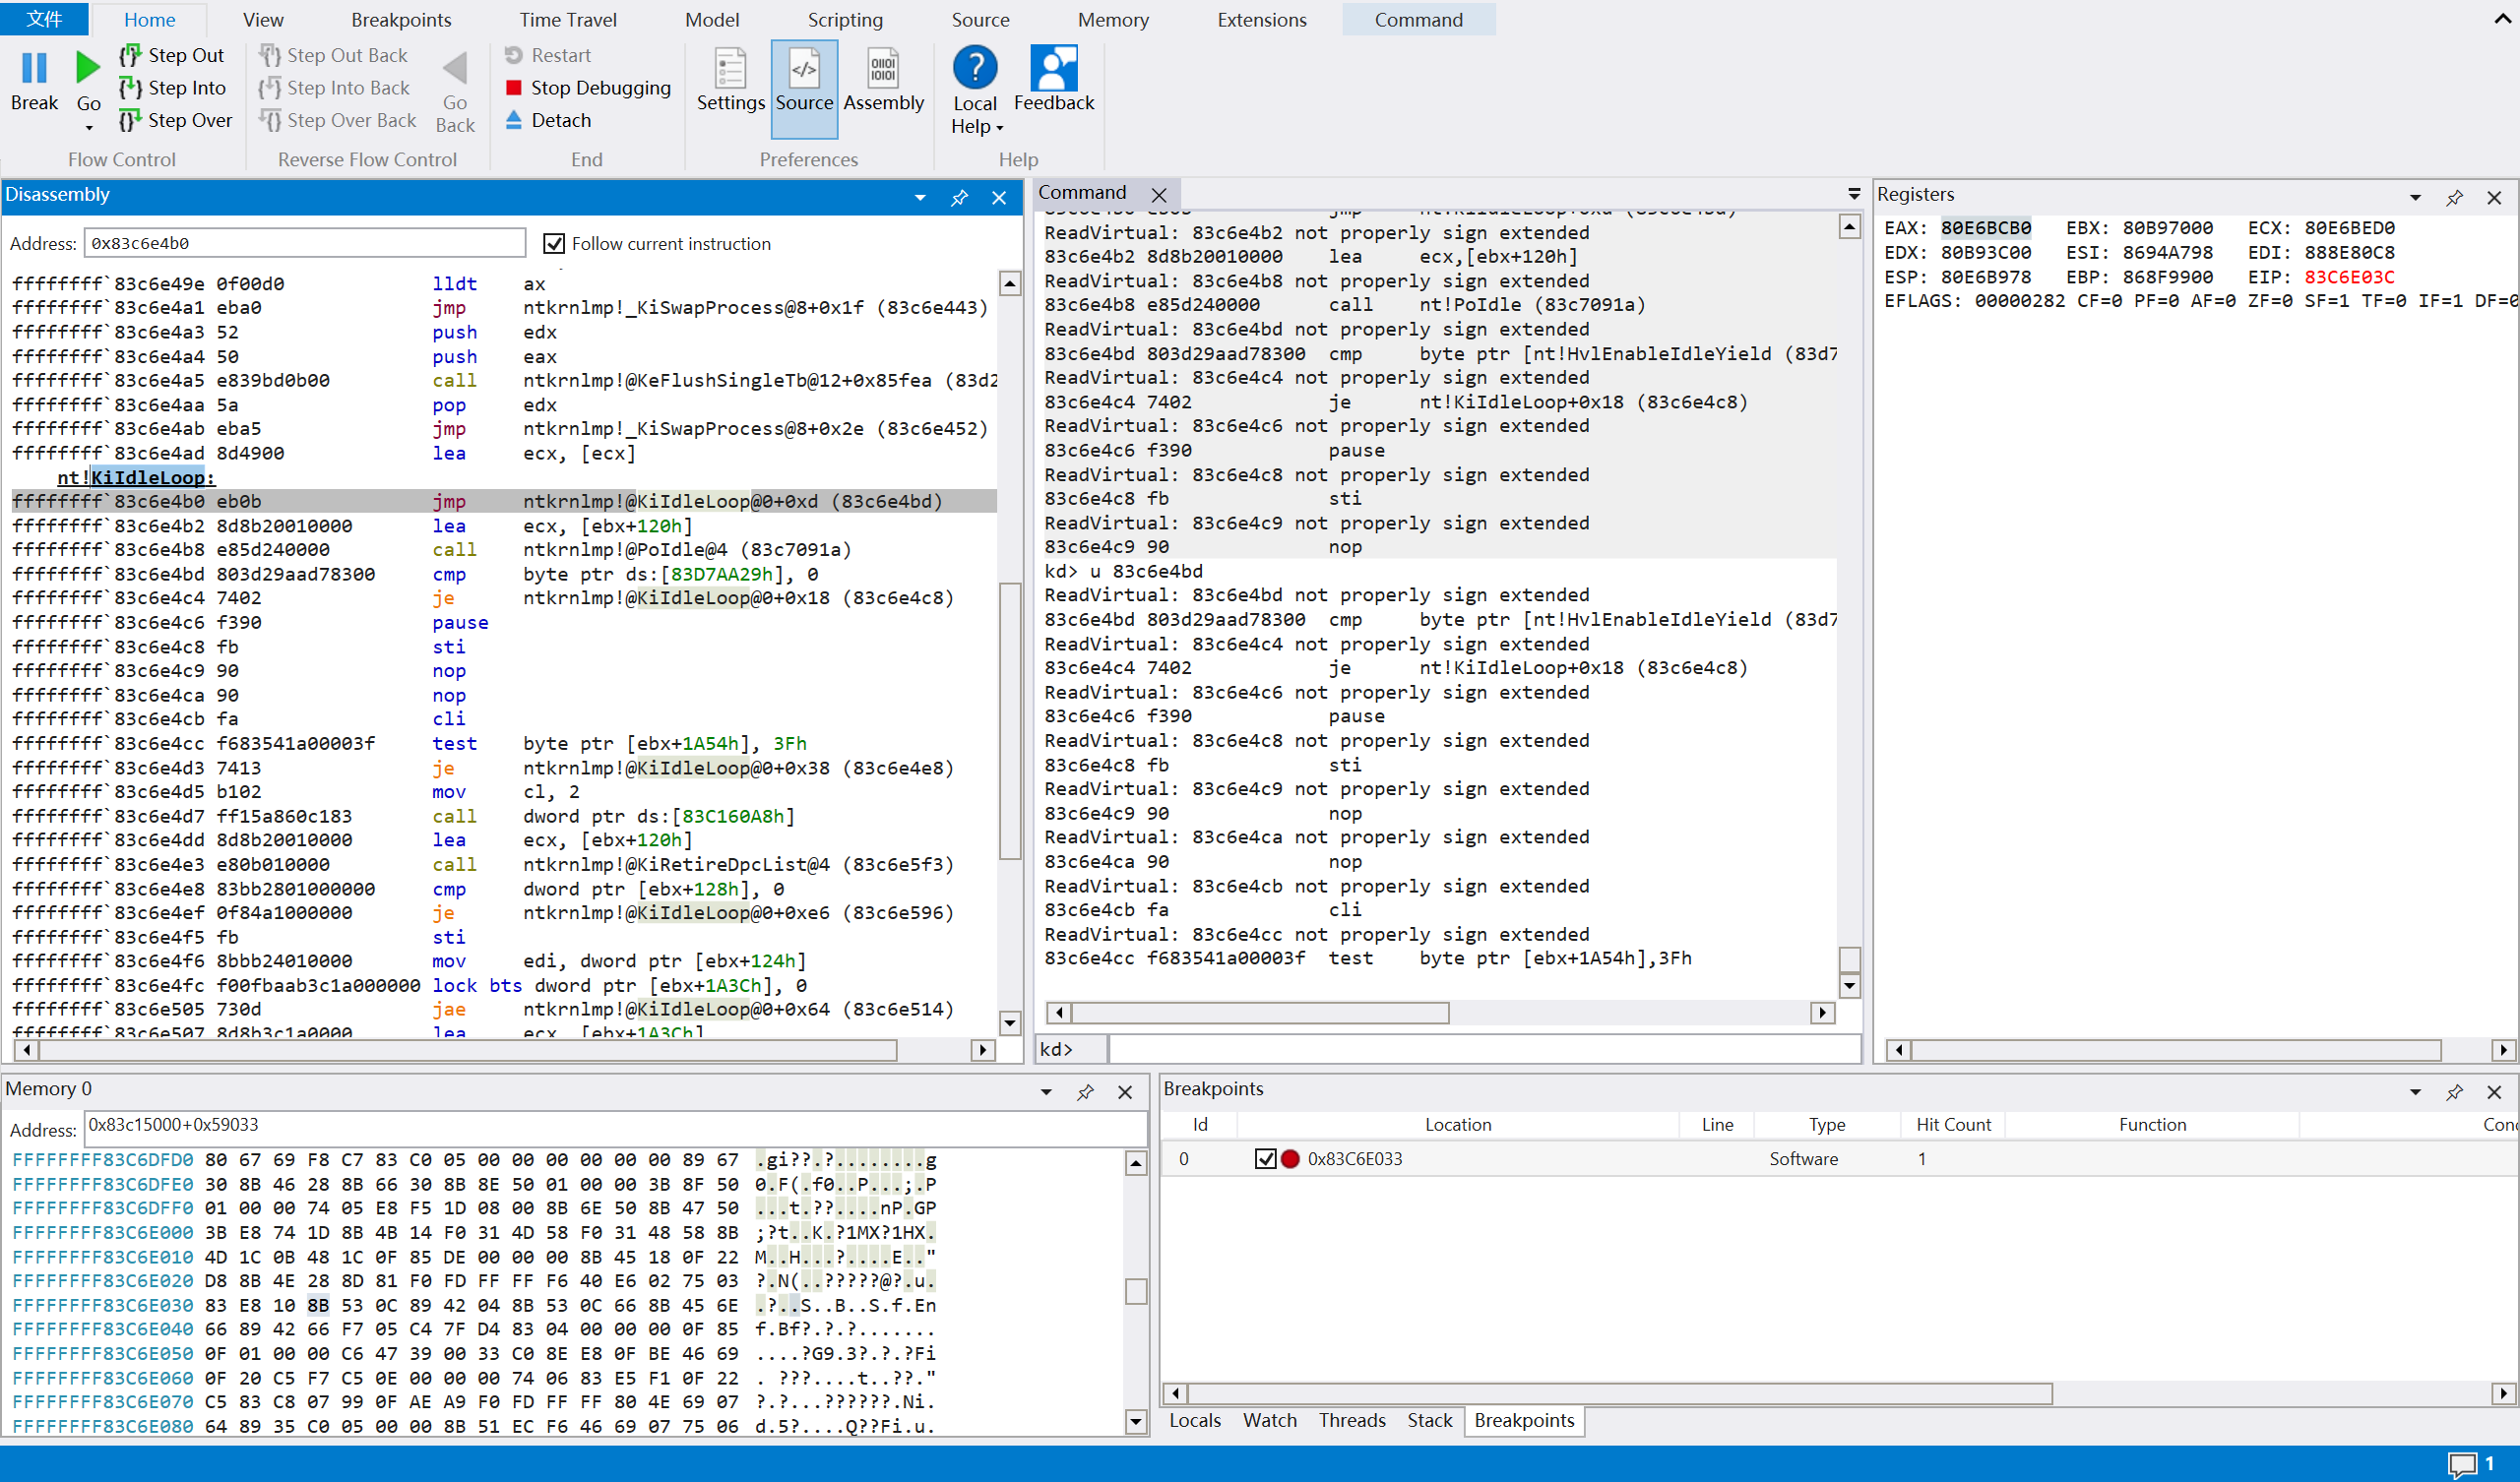 文件 Home View Breakpoints Time Travel Model Scripting Source Memory Extensions Command
Break Go Step Out Step Into Step Over
Flow Control
Step Out Back Step Into Back Step Over Back Go Back
Reverse Flow Control
Restart Stop Debugging Detach
End
Settings Source Assembly
Preferences
Local Help Feedback
Help
Disassembly
Address: 0x83c6e4b0 Follow current instruction
ffffffff`83c6e49e 0f00d0 lldt ax
ffffffff`83c6e4a1 eba0 jmp ntkrnlmp!_KiSwapProcess@8+0x1f (83c6e443)
ffffffff`83c6e4a3 52 push edx
ffffffff`83c6e4a4 50 push eax
ffffffff`83c6e4a5 e839bd0b00 call ntkrnlmp!@KeFlushSingleTb@12+0x85fea (83d2
ffffffff`83c6e4aa 5a pop edx
ffffffff`83c6e4ab eba5 jmp ntkrnlmp!_KiSwapProcess@8+0x2e (83c6e452)
ffffffff`83c6e4ad 8d4900 lea ecx, [ecx]
nt!KiIdleLoop:
ffffffff`83c6e4b0 eb0b jmp ntkrnlmp!@KiIdleLoop@0+0xd (83c6e4bd)
ffffffff`83c6e4b2 8d8b20010000 lea ecx, [ebx+120h]
ffffffff`83c6e4b8 e85d240000 call ntkrnlmp!@PoIdle@4 (83c7091a)
ffffffff`83c6e4bd 803d29aad78300 cmp byte ptr ds:[83D7AA29h], 0
ffffffff`83c6e4c4 7402 je ntkrnlmp!@KiIdleLoop@0+0x18 (83c6e4c8)
ffffffff`83c6e4c6 f390 pause
ffffffff`83c6e4c8 fb sti
ffffffff`83c6e4c9 90 nop
ffffffff`83c6e4ca 90 nop
ffffffff`83c6e4cb fa cli
ffffffff`83c6e4cc f683541a00003f test byte ptr [ebx+1A54h], 3Fh
ffffffff`83c6e4d3 7413 je ntkrnlmp!@KiIdleLoop@0+0x38 (83c6e4e8)
ffffffff`83c6e4d5 b102 mov cl, 2
ffffffff`83c6e4d7 ff15a860c183 call dword ptr ds:[83C160A8h]
ffffffff`83c6e4dd 8d8b20010000 lea ecx, [ebx+120h]
ffffffff`83c6e4e3 e80b010000 call ntkrnlmp!@KiRetireDpcList@4 (83c6e5f3)
ffffffff`83c6e4e8 83bb2801000000 cmp dword ptr [ebx+128h], 0
ffffffff`83c6e4ef 0f84a1000000 je ntkrnlmp!@KiIdleLoop@0+0xe6 (83c6e596)
ffffffff`83c6e4f5 fb sti
ffffffff`83c6e4f6 8bbb24010000 mov edi, dword ptr [ebx+124h]
ffffffff`83c6e4fc f00fbaab3c1a000000 lock bts dword ptr [ebx+1A3Ch], 0
ffffffff`83c6e505 730d jae ntkrnlmp!@KiIdleLoop@0+0x64 (83c6e514)
ffffffff`83c6e507 8d8b3c1a0000 lea ecx, [ebx+1A3Ch]
Command
83c6e4b0 eb0b jmp nt!KiIdleLoop+0xd (83c6e4bd)
ReadVirtual: 83c6e4b2 not properly sign extended
83c6e4b2 8d8b20010000 lea ecx,[ebx+120h]
ReadVirtual: 83c6e4b8 not properly sign extended
83c6e4b8 e85d240000 call nt!PoIdle (83c7091a)
ReadVirtual: 83c6e4bd not properly sign extended
83c6e4bd 803d29aad78300 cmp byte ptr [nt!HvlEnableIdleYield (83d7
ReadVirtual: 83c6e4c4 not properly sign extended
83c6e4c4 7402 je nt!KiIdleLoop+0x18 (83c6e4c8)
ReadVirtual: 83c6e4c6 not properly sign extended
83c6e4c6 f390 pause
ReadVirtual: 83c6e4c8 not properly sign extended
83c6e4c8 fb sti
ReadVirtual: 83c6e4c9 not properly sign extended
83c6e4c9 90 nop
kd> u 83c6e4bd
ReadVirtual: 83c6e4bd not properly sign extended
83c6e4bd 803d29aad78300 cmp byte ptr [nt!HvlEnableIdleYield (83d7
ReadVirtual: 83c6e4c4 not properly sign extended
83c6e4c4 7402 je nt!KiIdleLoop+0x18 (83c6e4c8)
ReadVirtual: 83c6e4c6 not properly sign extended
83c6e4c6 f390 pause
ReadVirtual: 83c6e4c8 not properly sign extended
83c6e4c8 fb sti
ReadVirtual: 83c6e4c9 not properly sign extended
83c6e4c9 90 nop
ReadVirtual: 83c6e4ca not properly sign extended
83c6e4ca 90 nop
ReadVirtual: 83c6e4cb not properly sign extended
83c6e4cb fa cli
ReadVirtual: 83c6e4cc not properly sign extended
83c6e4cc f683541a00003f test byte ptr [ebx+1A54h],3Fh
kd>
Registers
EAX: 80E6BCB0 EBX: 80B97000 ECX: 80E6BED0
EDX: 80B93C00 ESI: 8694A798 EDI: 888E80C8
ESP: 80E6B978 EBP: 868F9900 EIP: 83C6E03C
EFLAGS: 00000282 CF=0 PF=0 AF=0 ZF=0 SF=1 TF=0 IF=1 DF=0
Memory 0
Address: 0x83c15000+0x59033
FFFFFFFF83C6DFD0 80 67 69 F8 C7 83 C0 05 00 00 00 00 00 00 89 67 .gi??.?........g
FFFFFFFF83C6DFE0 30 8B 46 28 8B 66 30 8B 8E 50 01 00 00 3B 8F 50 0.F(.f0..P...;.P
FFFFFFFF83C6DFF0 01 00 00 74 05 E8 F5 1D 08 00 8B 6E 50 8B 47 50 ...t.??....nP.GP
FFFFFFFF83C6E000 3B E8 74 1D 8B 4B 14 F0 31 4D 58 F0 31 48 58 8B ;?t..K.?1MX?1HX.
FFFFFFFF83C6E010 4D 1C 0B 48 1C 0F 85 DE 00 00 00 8B 45 18 0F 22 M..H...?....E.."
FFFFFFFF83C6E020 D8 8B 4E 28 8D 81 F0 FD FF FF F6 40 E6 02 75 03 ?.N(..?????@?.u.
FFFFFFFF83C6E030 83 E8 10 8B 53 0C 89 42 04 8B 53 0C 66 8B 45 6E .?..S..B..S.f.En
FFFFFFFF83C6E040 66 89 42 66 F7 05 C4 7F D4 83 04 00 00 00 0F 85 f.Bf?.?.?.......
FFFFFFFF83C6E050 0F 01 00 00 C6 47 39 00 33 C0 8E E8 0F BE 46 69 ....?G9.3?.?.?Fi
FFFFFFFF83C6E060 0F 20 C5 F7 C5 0E 00 00 00 74 06 83 E5 F1 0F 22 . ???....t..??."
FFFFFFFF83C6E070 C5 83 C8 07 99 0F AE A9 F0 FD FF FF 80 4E 69 07 ?.?...??????.Ni.
FFFFFFFF83C6E080 64 89 35 C0 05 00 00 8B 51 EC F6 46 69 07 75 06 d.5?....Q??Fi.u.
Breakpoints
Id Location Line Type Hit Count Function Cond
0 0x83C6E033 Software 1
Locals Watch Threads Stack Breakpoints
1